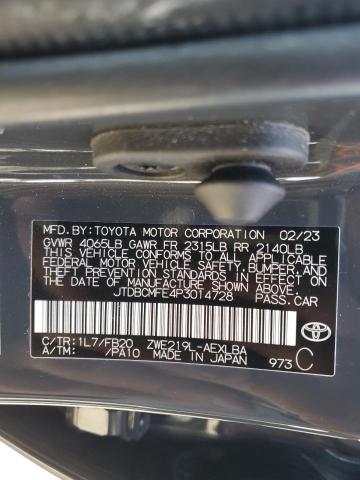 MFD. BY: TOYOTA MOTOR CORPORATION 02/23
GVWR 4065LB GAWR FR 2315LB RR 2140LB
THIS VEHICLE CONFORMS TO ALL APPLICABLE
FEDERAL MOTOR VEHICLE SAFETY, BUMPER, AND
THEFT PREVENTION STANDARDS IN EFFECT ON
THE DATE OF MANUFACTURE SHOWN ABOVE.
JTDBCMFE4P3014728 PASS.CAR
C/TR:1L7/FB20 ZWE219L-AEXLBA
A/TM: /PA10 MADE IN JAPAN 973 C
TOYOTA